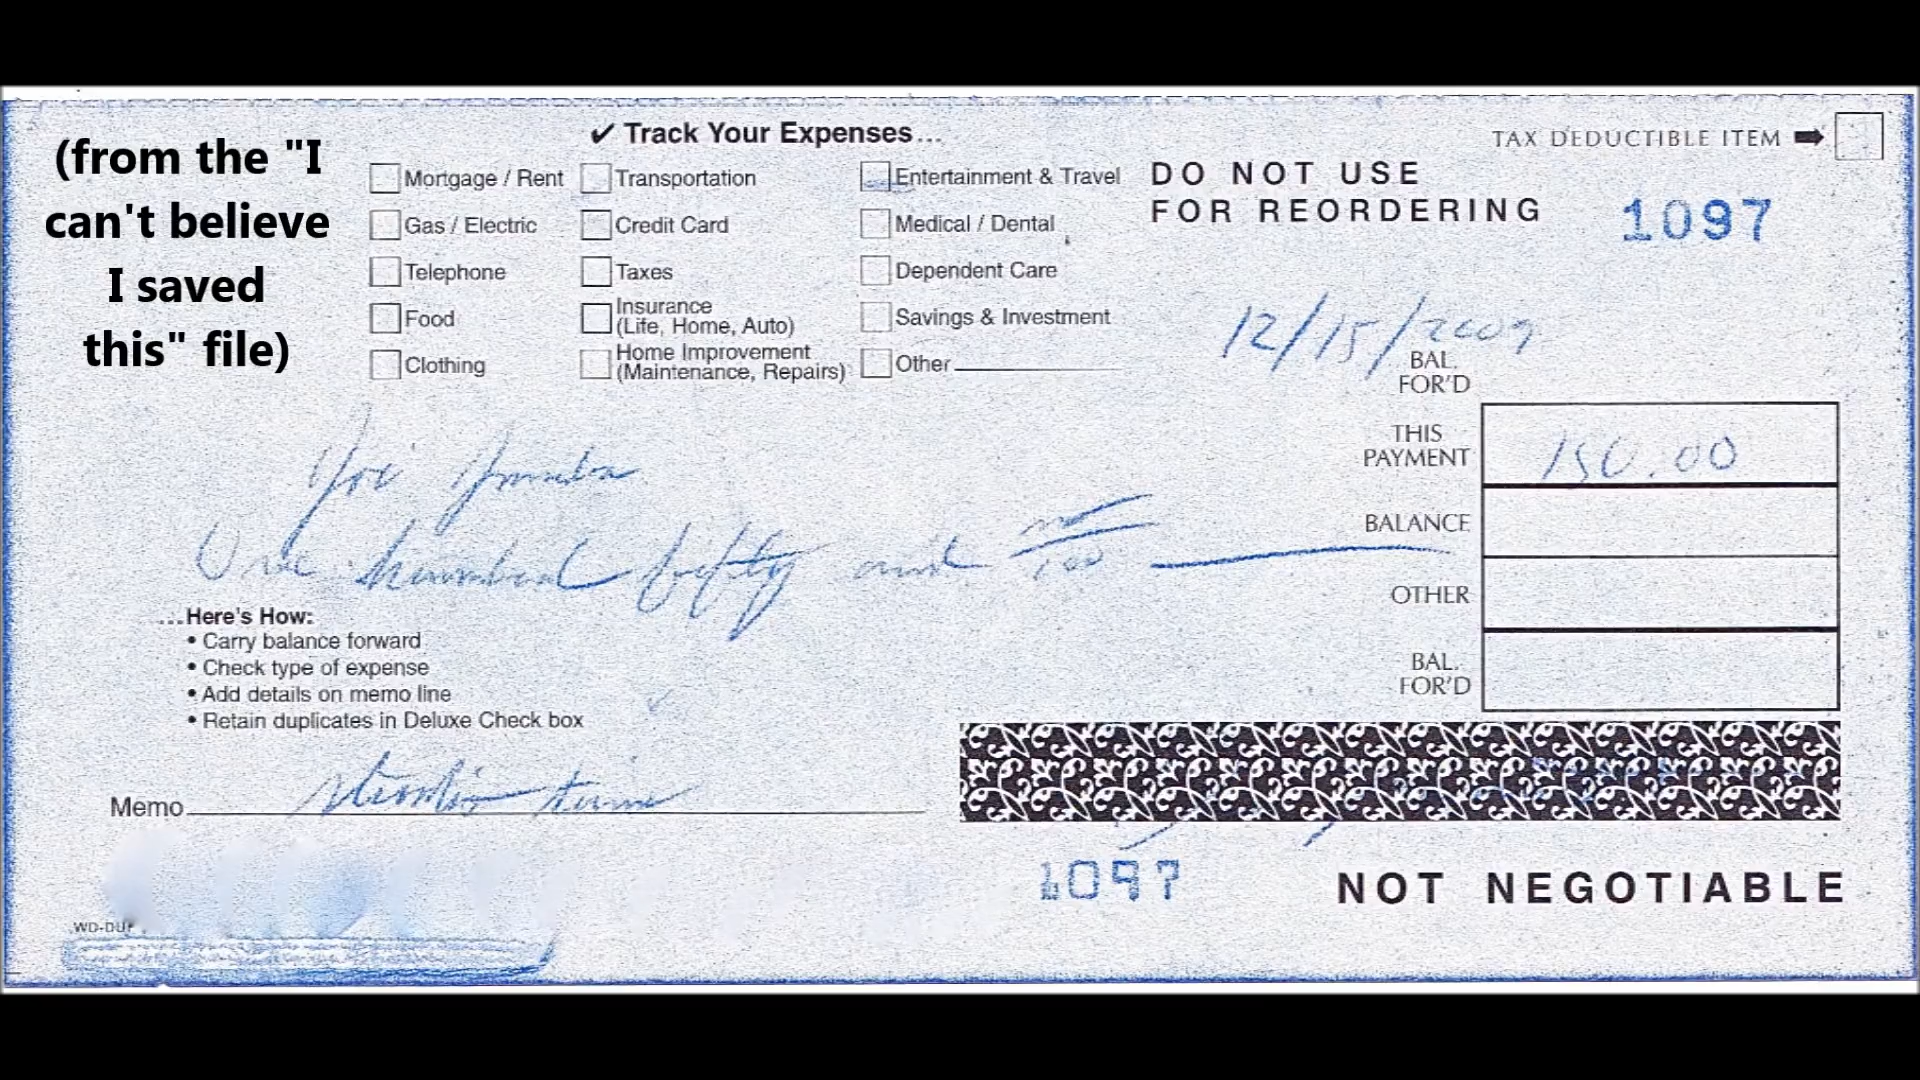 (from the "I
can't believe
I saved
this" file)
✔ Track Your Expenses...
Mortgage / Rent
Gas / Electric
Telephone
Food
Clothing
Transportation
Credit Card
Taxes
Insurance
(Life, Home, Auto)
Home Improvement
(Maintenance, Repairs)
Entertainment & Travel
Medical / Dental
Dependent Care
Savings & Investment
Other
TAX DEDUCTIBLE ITEM
DO NOT USE
FOR REORDERING
1097
12/15/2009
BAL.
FOR'D
THIS
PAYMENT
150.00
BALANCE
OTHER
BAL.
FOR'D
One hundred fifty and no/100
...Here's How:
• Carry balance forward
• Check type of expense
• Add details on memo line
• Retain duplicates in Deluxe Check box
Memo studio time
WD-DUP
1097
NOT NEGOTIABLE